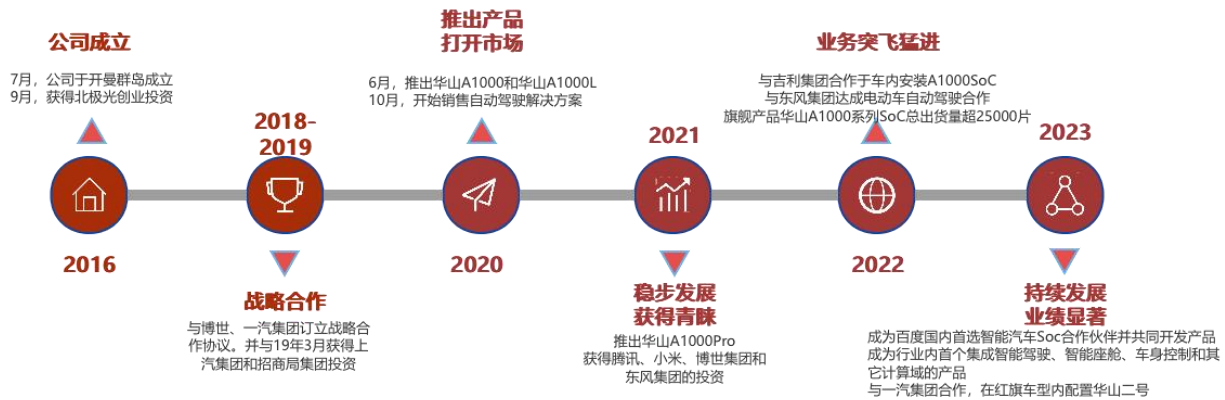 公司成立
7月，公司于开曼群岛成立
9月，获得北极光创业投资
2016
2018-
2019
战略合作
与博世、一汽集团订立战略合
作协议。并与19年3月获得上
汽集团和招商局集团投资
推出产品
打开市场
6月，推出华山A1000和华山A1000L
10月，开始销售自动驾驶解决方案
2020
2021
稳步发展
获得青睐
推出华山A1000Pro
获得腾讯、小米、博世集团和
东风集团的投资
业务突飞猛进
与吉利集团合作于车内安装A1000SoC
与东风集团达成电动车自动驾驶合作
旗舰产品华山A1000系列SoC总出货量超25000片
2022
2023
持续发展
业绩显著
成为百度国内首选智能汽车Soc合作伙伴并共同开发产品
成为行业内首个集成智能驾驶、智能座舱、车身控制和其
它计算域的产品
与一汽集团合作，在红旗车型内配置华山二号